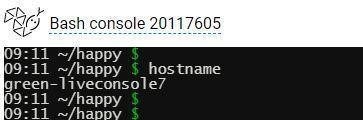 Bash console 20117605
09:11 ~/happy $
09:11 ~/happy $ hostname
green-liveconsole7
09:11 ~/happy $
09:11 ~/happy $